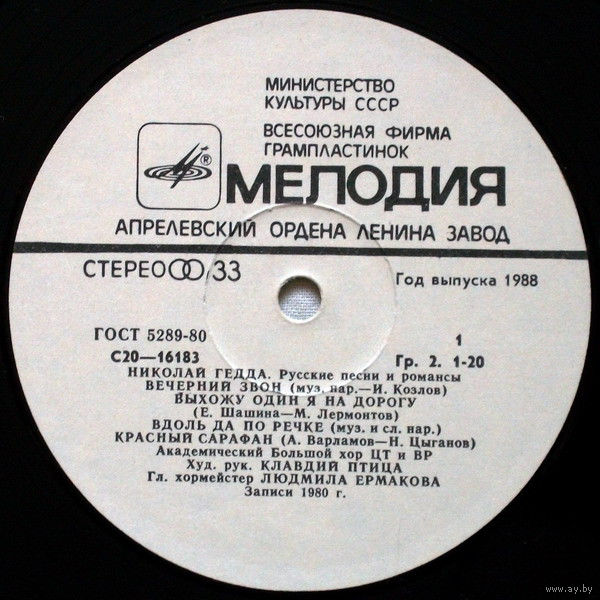 МИНИСТЕРСТВО
КУЛЬТУРЫ СССР
ВСЕСОЮЗНАЯ ФИРМА
ГРАМПЛАСТИНОК
®
МЕЛОДИЯ
АПРЕЛЕВСКИЙ ОРДЕНА ЛЕНИНА ЗАВОД
СТЕРЕО 33
Год выпуска 1988
ГОСТ 5289-80
1
С20—16183
Гр. 2. 1-20
НИКОЛАЙ ГЕДДА. Русские песни и романсы
ВЕЧЕРНИЙ ЗВОН (муз. нар.—И. Козлов)
ВЫХОЖУ ОДИН Я НА ДОРОГУ
(Е. Шашина—М. Лермонтов)
ВДОЛЬ ДА ПО РЕЧКЕ (муз. и сл. нар.)
КРАСНЫЙ САРАФАН (А. Варламов—Н. Цыганов)
Академический Большой хор ЦТ и ВР
Худ. рук. КЛАВДИЙ ПТИЦА
Гл. хормейстер ЛЮДМИЛА ЕРМАКОВА
Записи 1980 г.
www.ay.by